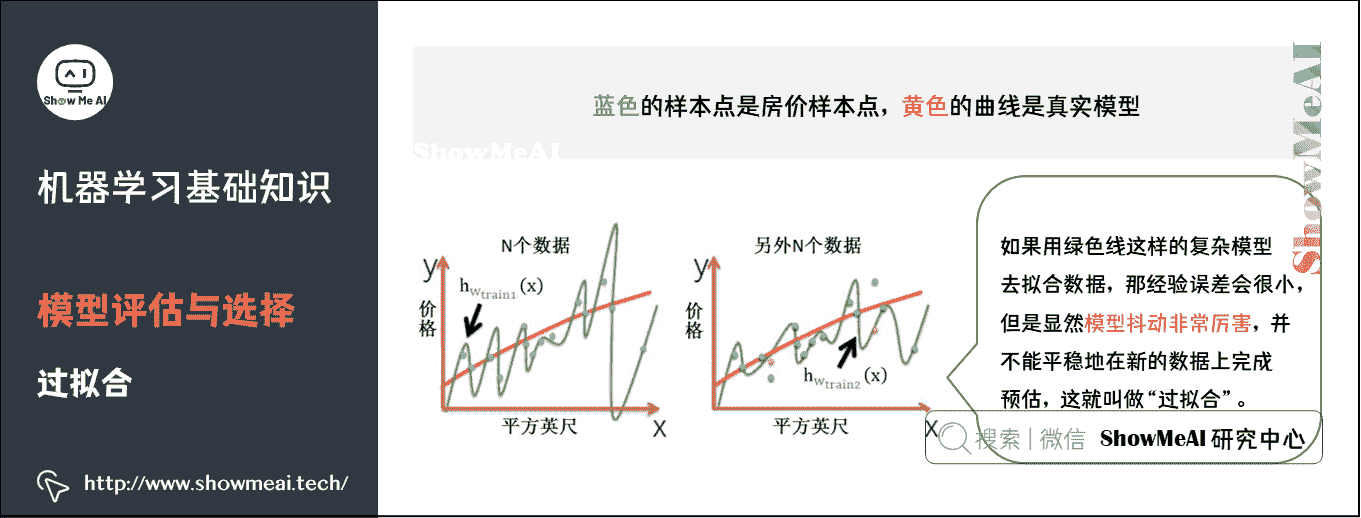 Show Me AI
机器学习基础知识
模型评估与选择
过拟合
http://www.showmeai.tech/
蓝色的样本点是房价样本点，黄色的曲线是真实模型
ShowMeAI
ShowMeAI
N个数据
y
价格
h_{w_{train1}}(x)
平方英尺
x
另外N个数据
y
价格
h_{w_{train2}}(x)
平方英尺
x
如果用绿色线这样的复杂模型
去拟合数据，那经验误差会很小，
但是显然模型抖动非常厉害，并
不能平稳地在新的数据上完成
预估，这就叫做“过拟合”。
搜索 | 微信 ShowMeAI 研究中心